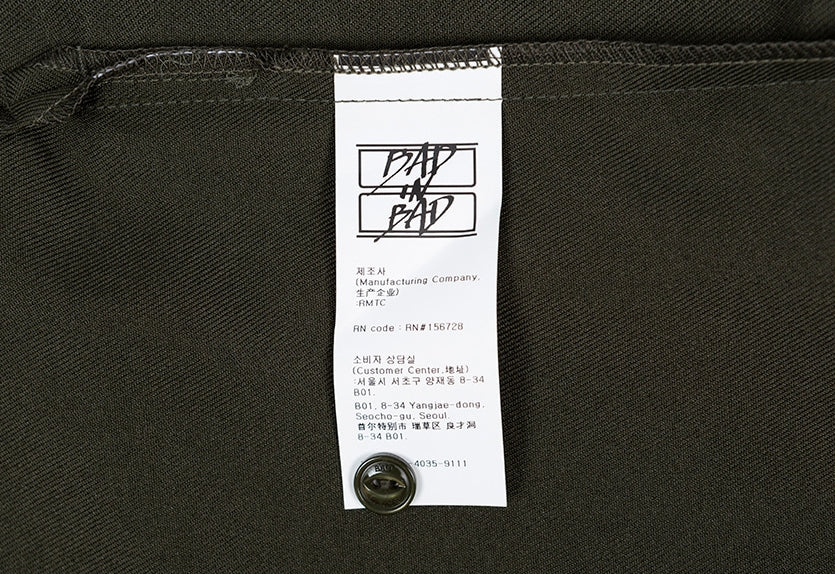 BAD
IN
BAD
제조사
(Manufacturing Company,
生产企业)
:RMTC
RN code : RN#156728
소비자 상담실
(Customer Center,地址)
:서울시 서초구 양재동 8-34
B01.
B01, 8-34 Yangjae-dong,
Seocho-gu, Seoul.
首尔特别市 瑞草区 良才洞
8-34 B01.
-4035-9111